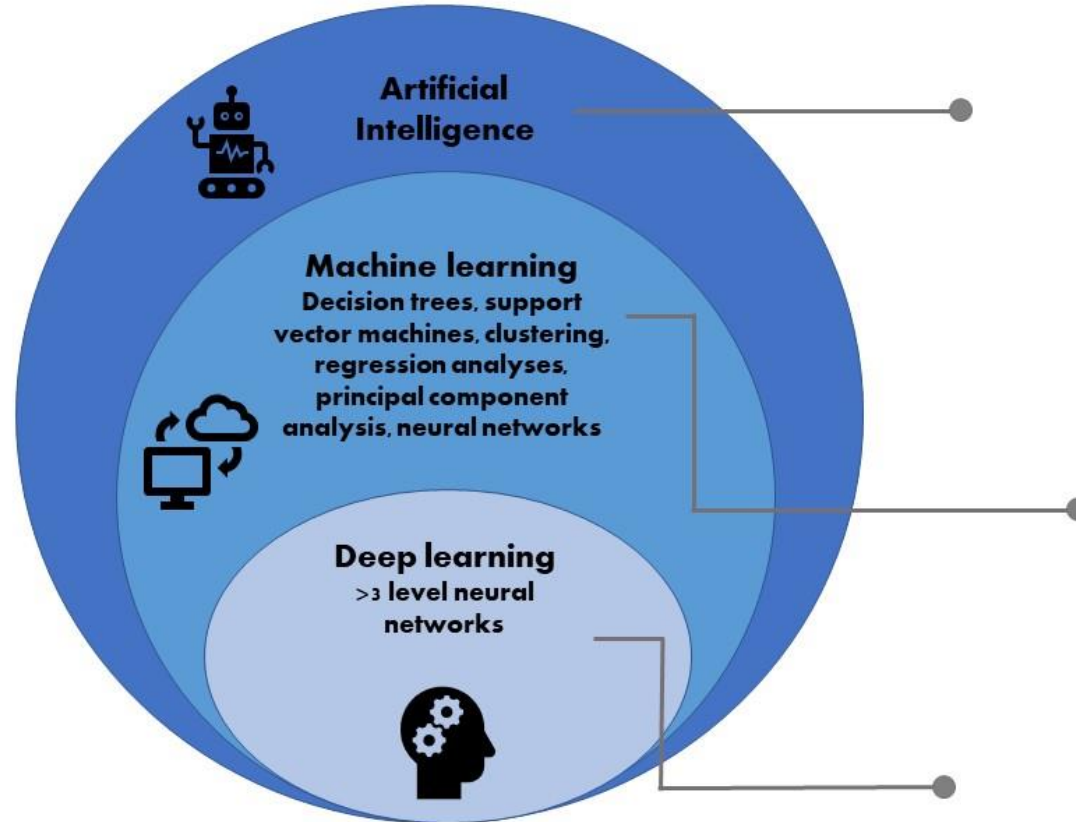 Artificial
Intelligence
Machine learning
Decision trees, support
vector machines, clustering,
regression analyses,
principal component
analysis, neural networks
Deep learning
>3 level neural
networks